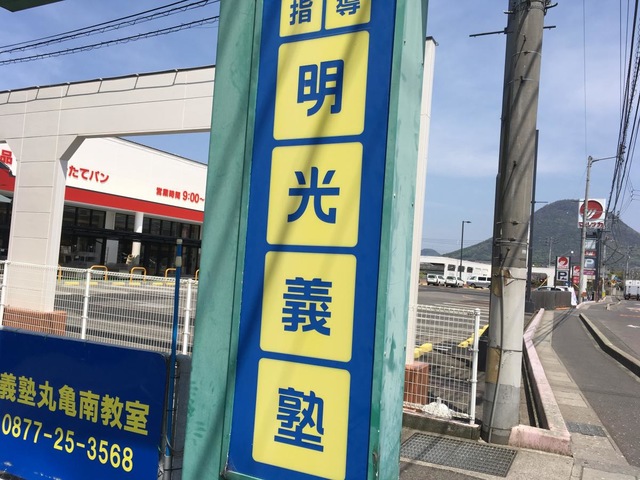 指導
明光義塾
品
たてパン
営業時間 9:00~
義塾丸亀南教室
0877-25-3568
P